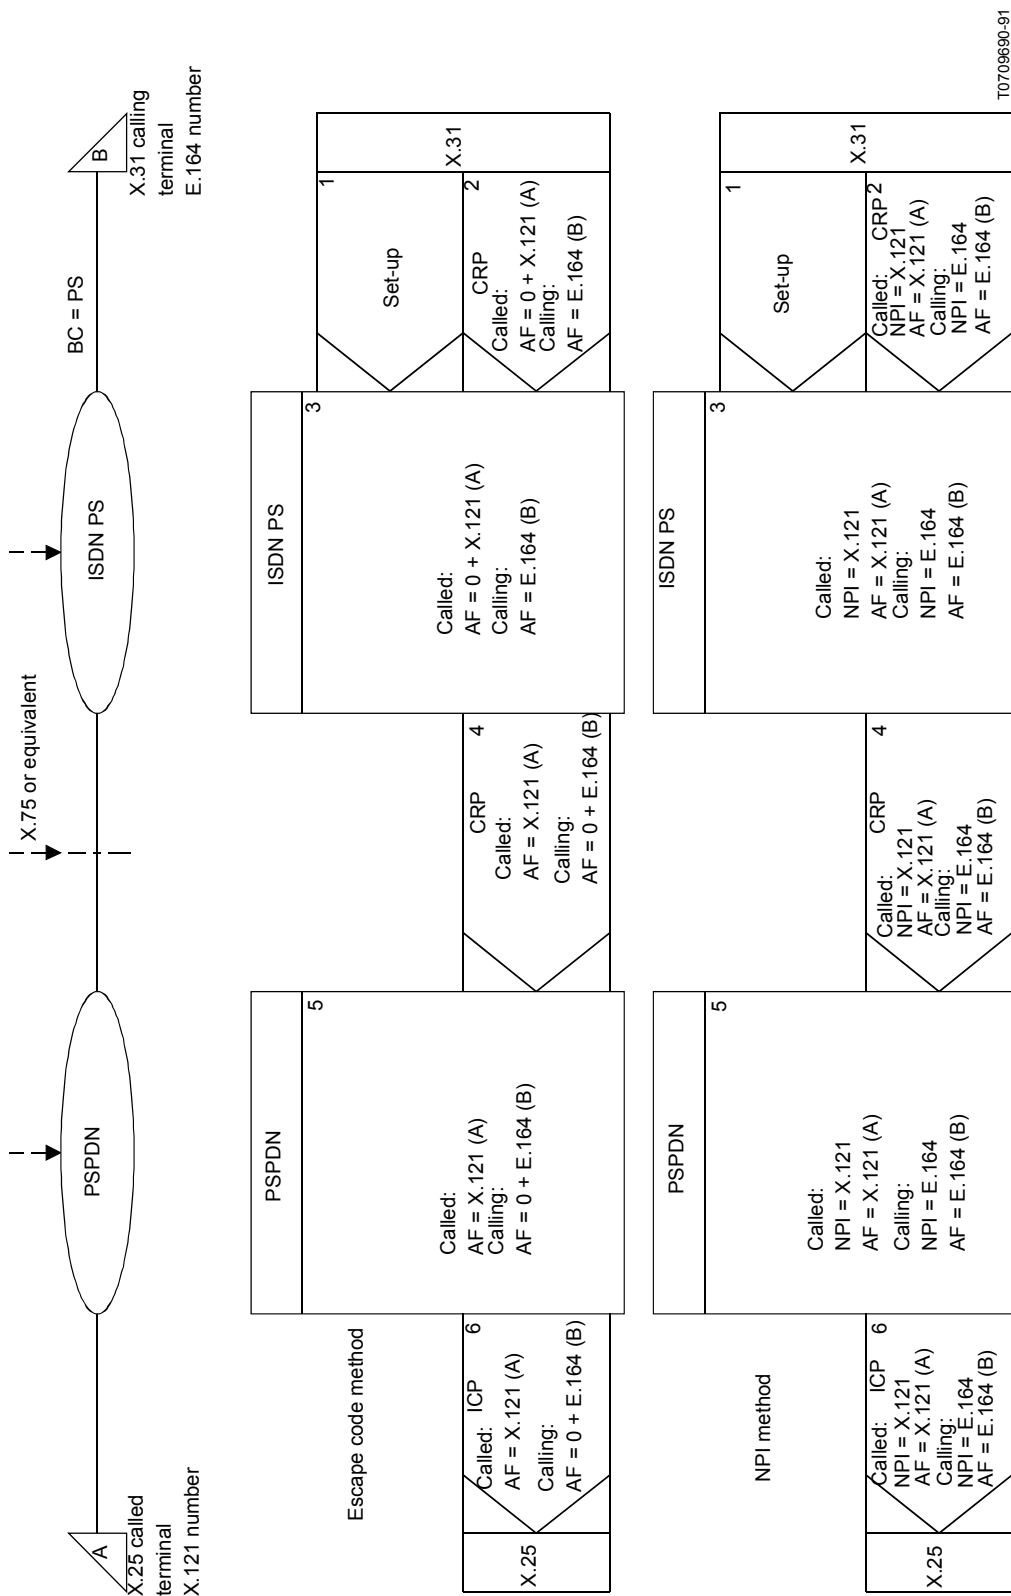 X.75 or equivalent
A
PSPDN
ISDN PS
BC = PS
B
X.25 called
terminal
X.121 number
X.31 calling
terminal
E.164 number
Escape code method
X.25
6
ICP
Called:
AF = X.121 (A)
Calling:
AF = 0 + E.164 (B)
PSPDN
5
Called:
AF = X.121 (A)
Calling:
AF = 0 + E.164 (B)
4
CRP
Called:
AF = X.121 (A)
Calling:
AF = 0 + E.164 (B)
ISDN PS
3
Called:
AF = 0 + X.121 (A)
Calling:
AF = E.164 (B)
1
Set-up
2
CRP
Called:
AF = 0 + X.121 (A)
Calling:
AF = E.164 (B)
X.31
NPI method
X.25
6
Called: ICP
NPI = X.121
AF = X.121 (A)
Calling:
NPI = E.164
AF = E.164 (B)
PSPDN
5
Called:
NPI = X.121
AF = X.121 (A)
Calling:
NPI = E.164
AF = E.164 (B)
4
Called: CRP
NPI = X.121
AF = X.121 (A)
Calling:
NPI = E.164
AF = E.164 (B)
ISDN PS
3
Called:
NPI = X.121
AF = X.121 (A)
Calling:
NPI = E.164
AF = E.164 (B)
1
Set-up
Called: CRP 2
NPI = X.121
AF = X.121 (A)
Calling:
NPI = E.164
AF = E.164 (B)
X.31
T0709690-91